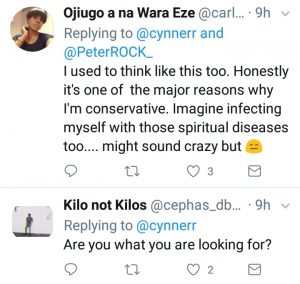 Ojiugo a na Wara Eze @carl... · 9h
Replying to @cynnerr and
@PeterROCK_
I used to think like this too. Honestly
it's one of the major reasons why
I'm conservative. Imagine infecting
myself with those spiritual diseases
too.... might sound crazy but 😑
3
Kilo not Kilos @cephas_db... · 9h
Replying to @cynnerr
Are you what you are looking for?
2